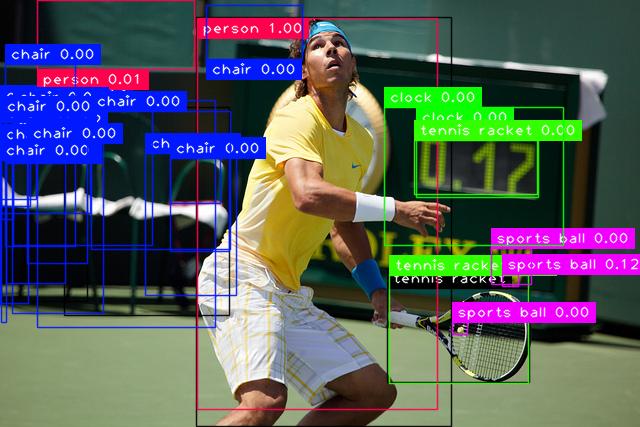 person 1.00
chair 0.00
chair 0.00
person 0.01
clock 0.00
chair 0.00
chair 0.00
clock 0.00
tennis racket 0.00
chair 0.00
chair 0.00
chair 0.00
0:17
sports ball 0.00
tennis racke
sports ball 0.12
tennis racket
sports ball 0.00